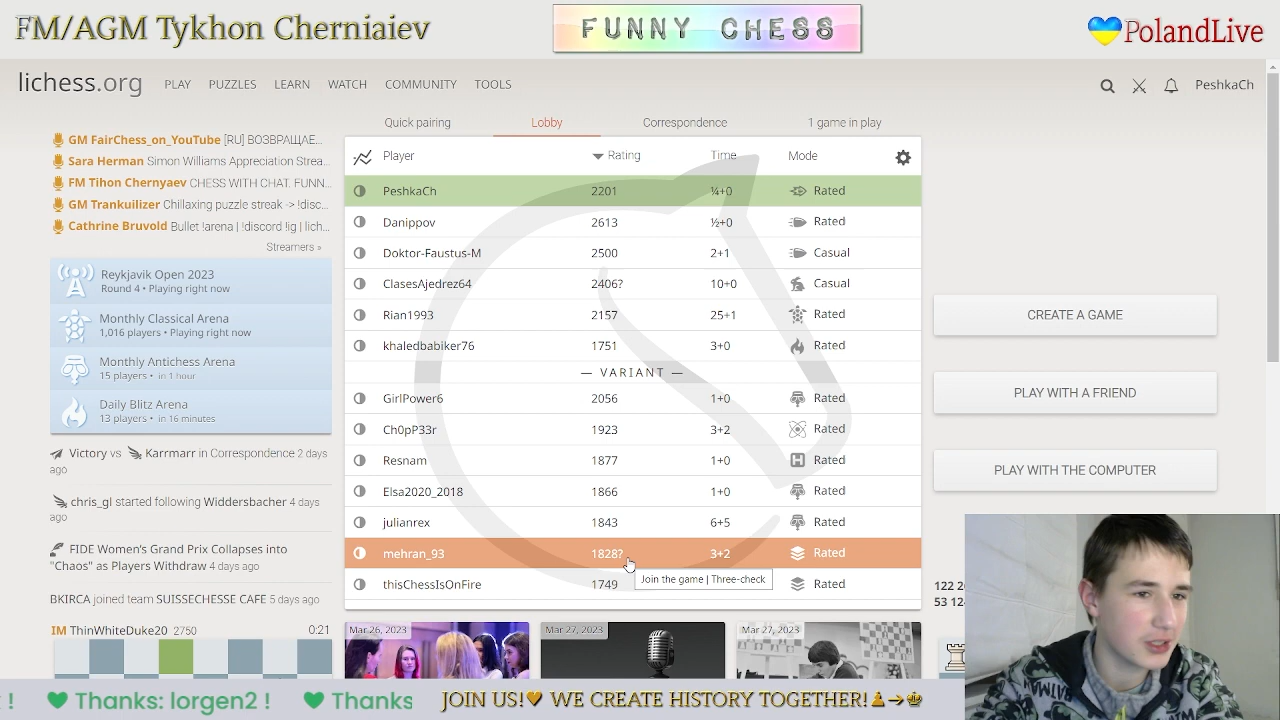 FM/AGM Tykhon Cherniaiev
FUNNY CHESS
PolandLive
lichess.org PLAY PUZZLES LEARN WATCH COMMUNITY TOOLS PeshkaCh
Quick pairing Lobby Correspondence 1 game in play
GM FairChess_on_YouTube [RU] ВОЗВРАЩАЕ...
Sara Herman Simon Williams Appreciation Strea...
FM Tihon Chernyaev CHESS WITH CHAT. FUNN...
GM Trankuilizer Chillaxing puzzle streak -> !disc...
Cathrine Bruvold Bullet !arena | !discord !ig | lich...
Streamers »
Reykjavik Open 2023
Round 4 • Playing right now
Monthly Classical Arena
1,016 players • Playing right now
Monthly Antichess Arena
15 players • in 1 hour
Daily Blitz Arena
13 players • in 16 minutes
Victory vs Karrmarr in Correspondence 2 days
ago
chris_gl started following Widdersbacher 4 days
ago
FIDE Women's Grand Prix Collapses into
"Chaos" as Players Withdraw 4 days ago
BKIRCA joined team SUISSECHESSE CAFE 5 days ago
IM ThinWhiteDuke20 2750 0:21
Player Rating Time Mode
PeshkaCh 2201 ¼+0 Rated
Danippov 2613 ½+0 Rated
Doktor-Faustus-M 2500 2+1 Casual
ClasesAjedrez64 2406? 10+0 Casual
Rian1993 2157 25+1 Rated
khaledbabiker76 1751 3+0 Rated
— VARIANT —
GirlPower6 2056 1+0 Rated
Ch0pP33r 1923 3+2 Rated
Resnam 1877 1+0 Rated
Elsa2020_2018 1866 1+0 Rated
julianrex 1843 6+5 Rated
mehran_93 1828? 3+2 Rated
Join the game | Three-check
thisChessIsOnFire 1749 Rated
CREATE A GAME
PLAY WITH A FRIEND
PLAY WITH THE COMPUTER
Mar 26, 2023 Mar 27, 2023 Mar 27, 2023
! Thanks: lorgen2 ! Thanks
JOIN US! WE CREATE HISTORY TOGETHER!
BATMAN